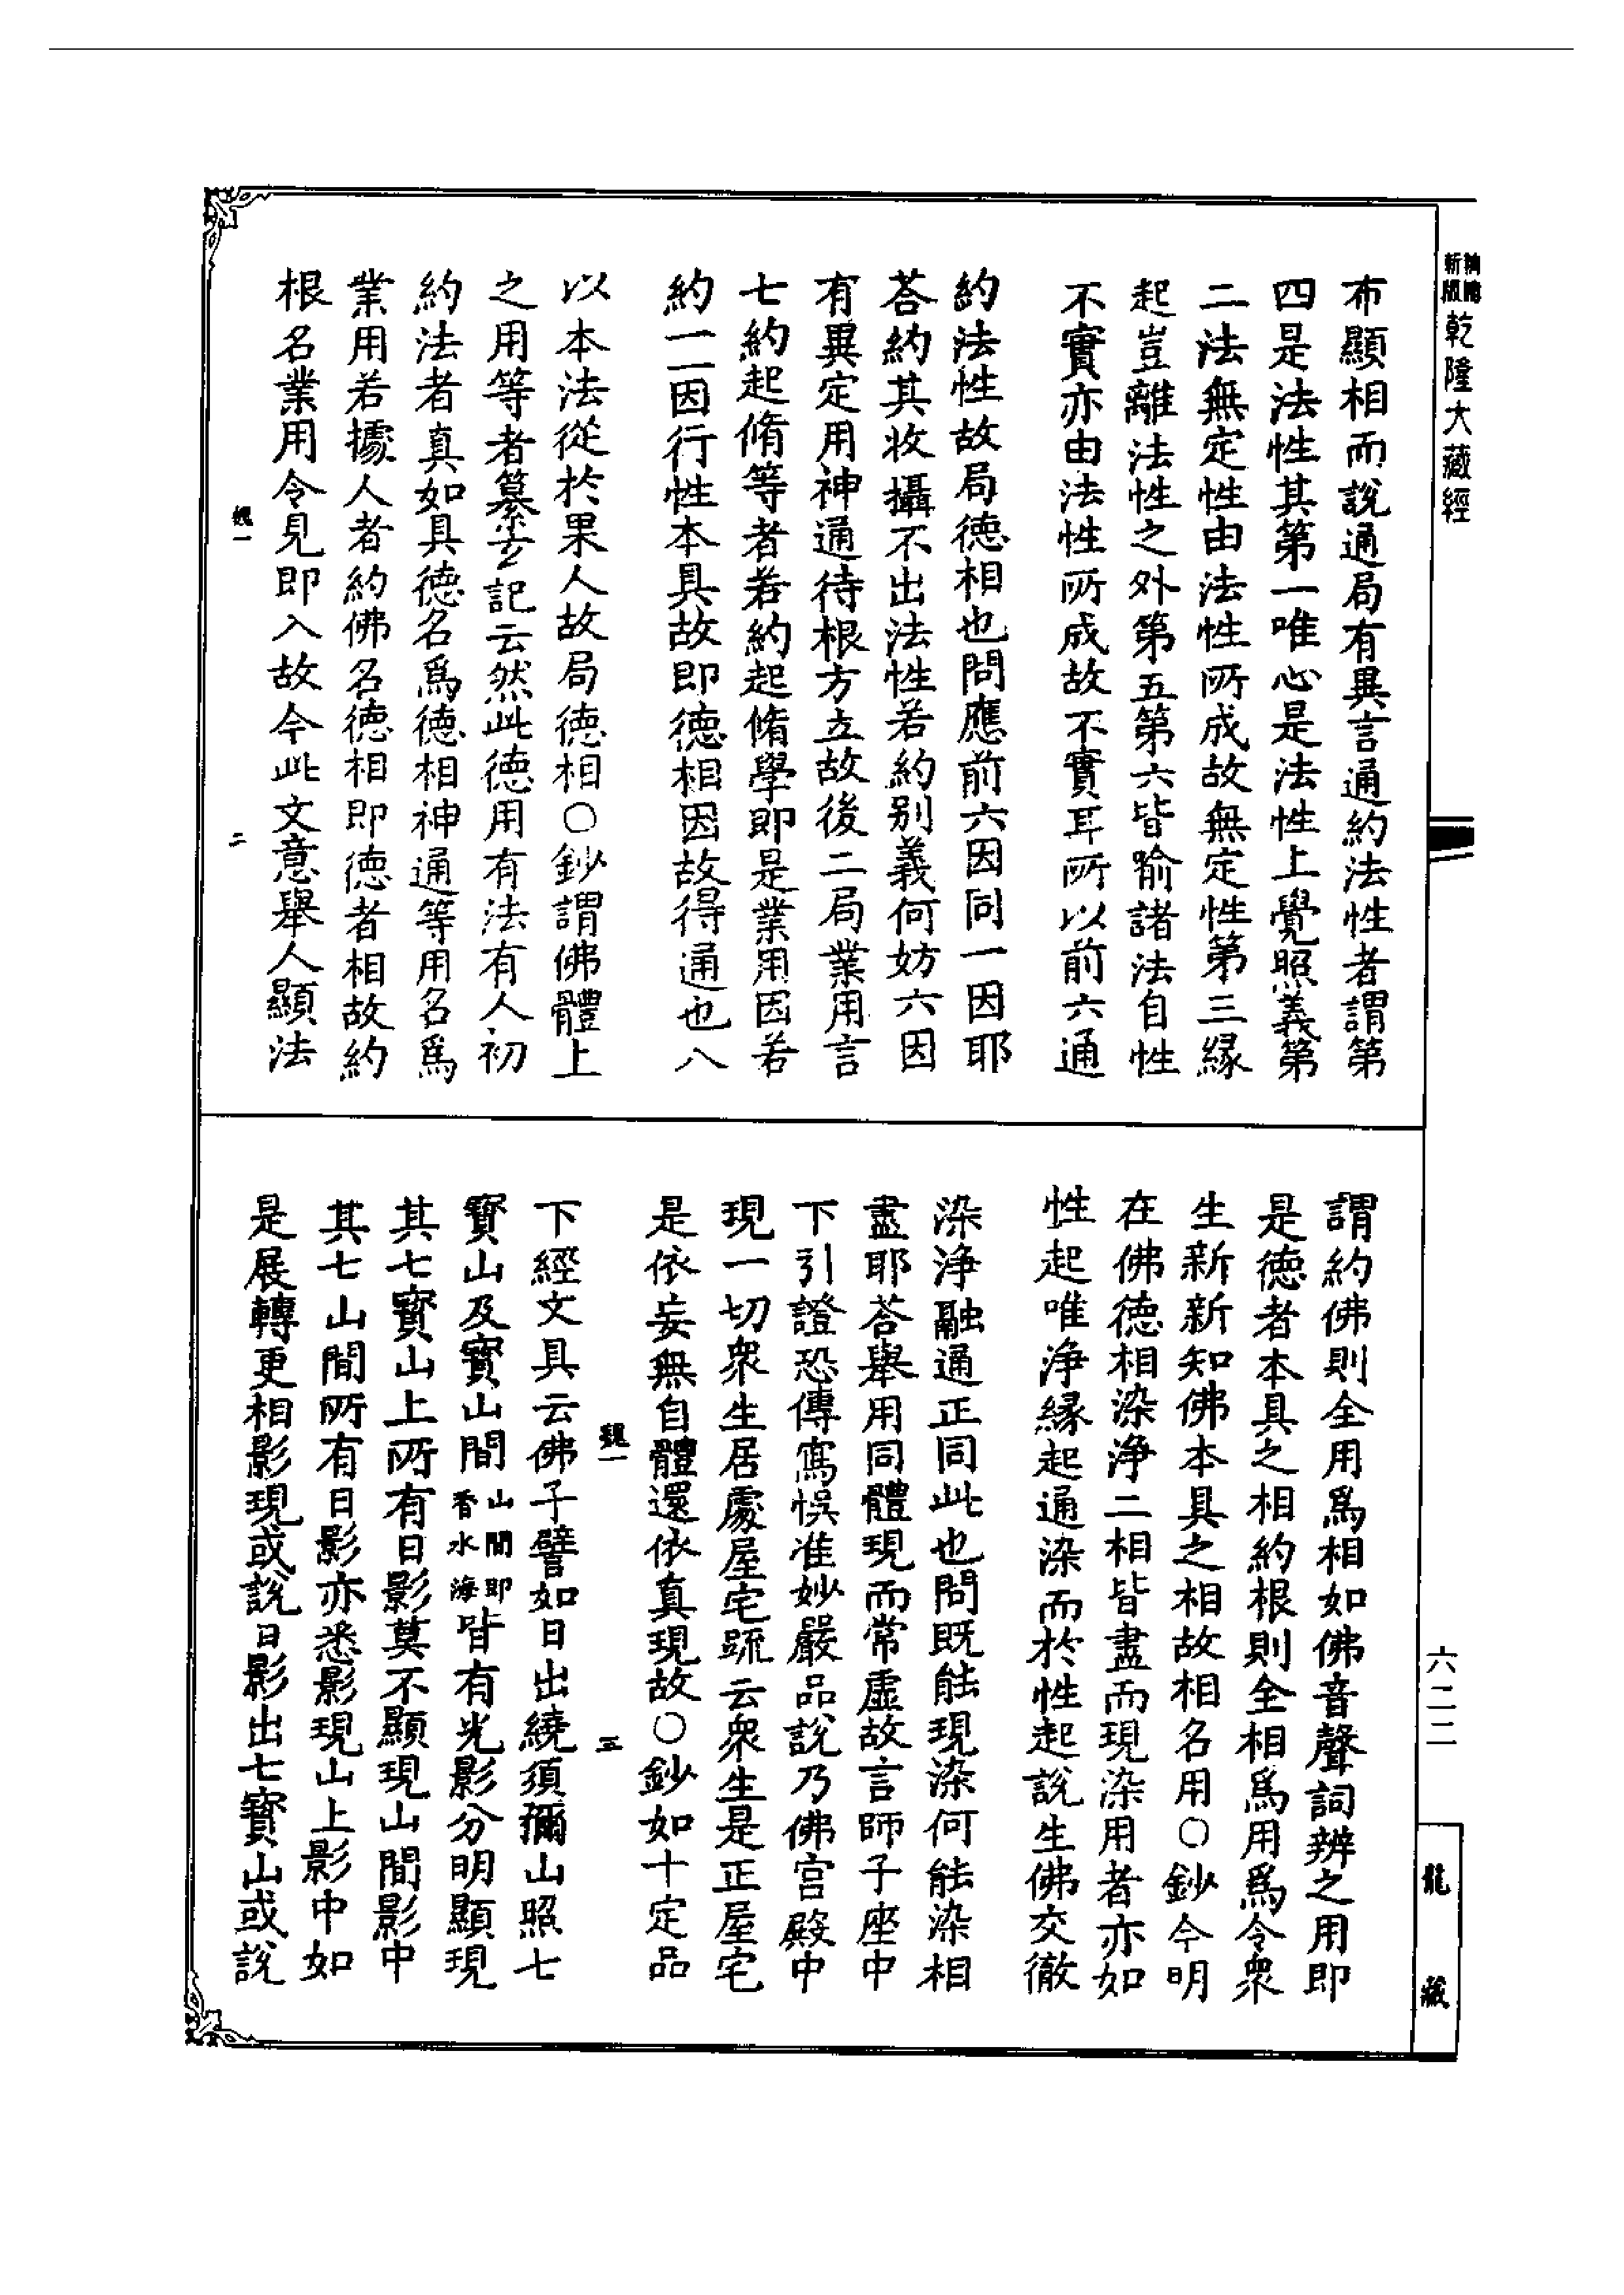 乾隆大藏經
布顯相而說通局有異言通約法性者謂第
四是法性其第一唯心是法性上覺照義第
二法無定性由法性所成故無定性第三緣
起豈離法性之外第五第六皆喻諸法自性
不實亦由法性所成故不實耳所以前六通
約法性故局德相也問應前六因同一因耶
荅約其收攝不出法性若約別義何妨六因
有異定用神通待根方立故後二局業用言
七約起脩等者若約起脩學即是業用因若
約一一因行性本具故即德相因故得通也八
以本法從於果人故局德相○鈔謂佛體上
之用等者纂玄記云然此德用有法有人初
約法者真如具德名爲德相神通等用名爲
業用若據人者約佛名德相即德者相故約
根名業用令見即入故今此文意舉人顯法
魏一
二
六二二
龍藏
謂約佛則全用爲相如佛音聲詞辨之用即
是德者本具之相約根則全相爲用爲令衆
生新新知佛本具之相故相名用○鈔今明
在佛德相染淨二相皆盡而現染用者亦如
性起唯淨緣起通染而於性起說生佛交徹
染淨融通正同此也問既能現染何能染相
盡耶荅舉用同體現而常虛故言師子座中
下引證恐傳寫悮准妙嚴品說乃佛宮殿中
現一切衆生居處屋宅䟽云衆生是正屋宅
是依妄無自體還依真現故○鈔如十定品
魏一
三
下經文具云佛子譬如日出繞須彌山照七
寶山及寶山間山間即香水海皆有光影分明顯現
其七寶山上所有日影莫不顯現山間影中
其七山間所有日影亦悉影現山上影中如
是展轉更相影現或說日影出七寶山或說